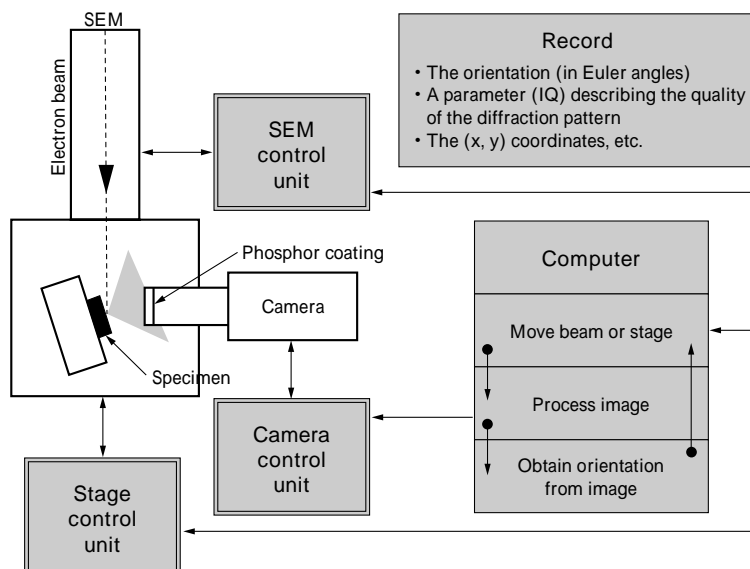 SEM
Electron beam
SEM
control
unit
Record
• The orientation (in Euler angles)
• A parameter (IQ) describing the quality
of the diffraction pattern
• The (x, y) coordinates, etc.
Phosphor coating
Camera
Specimen
Computer
Move beam or stage
Process image
Obtain orientation
from image
Camera
control
unit
Stage
control
unit